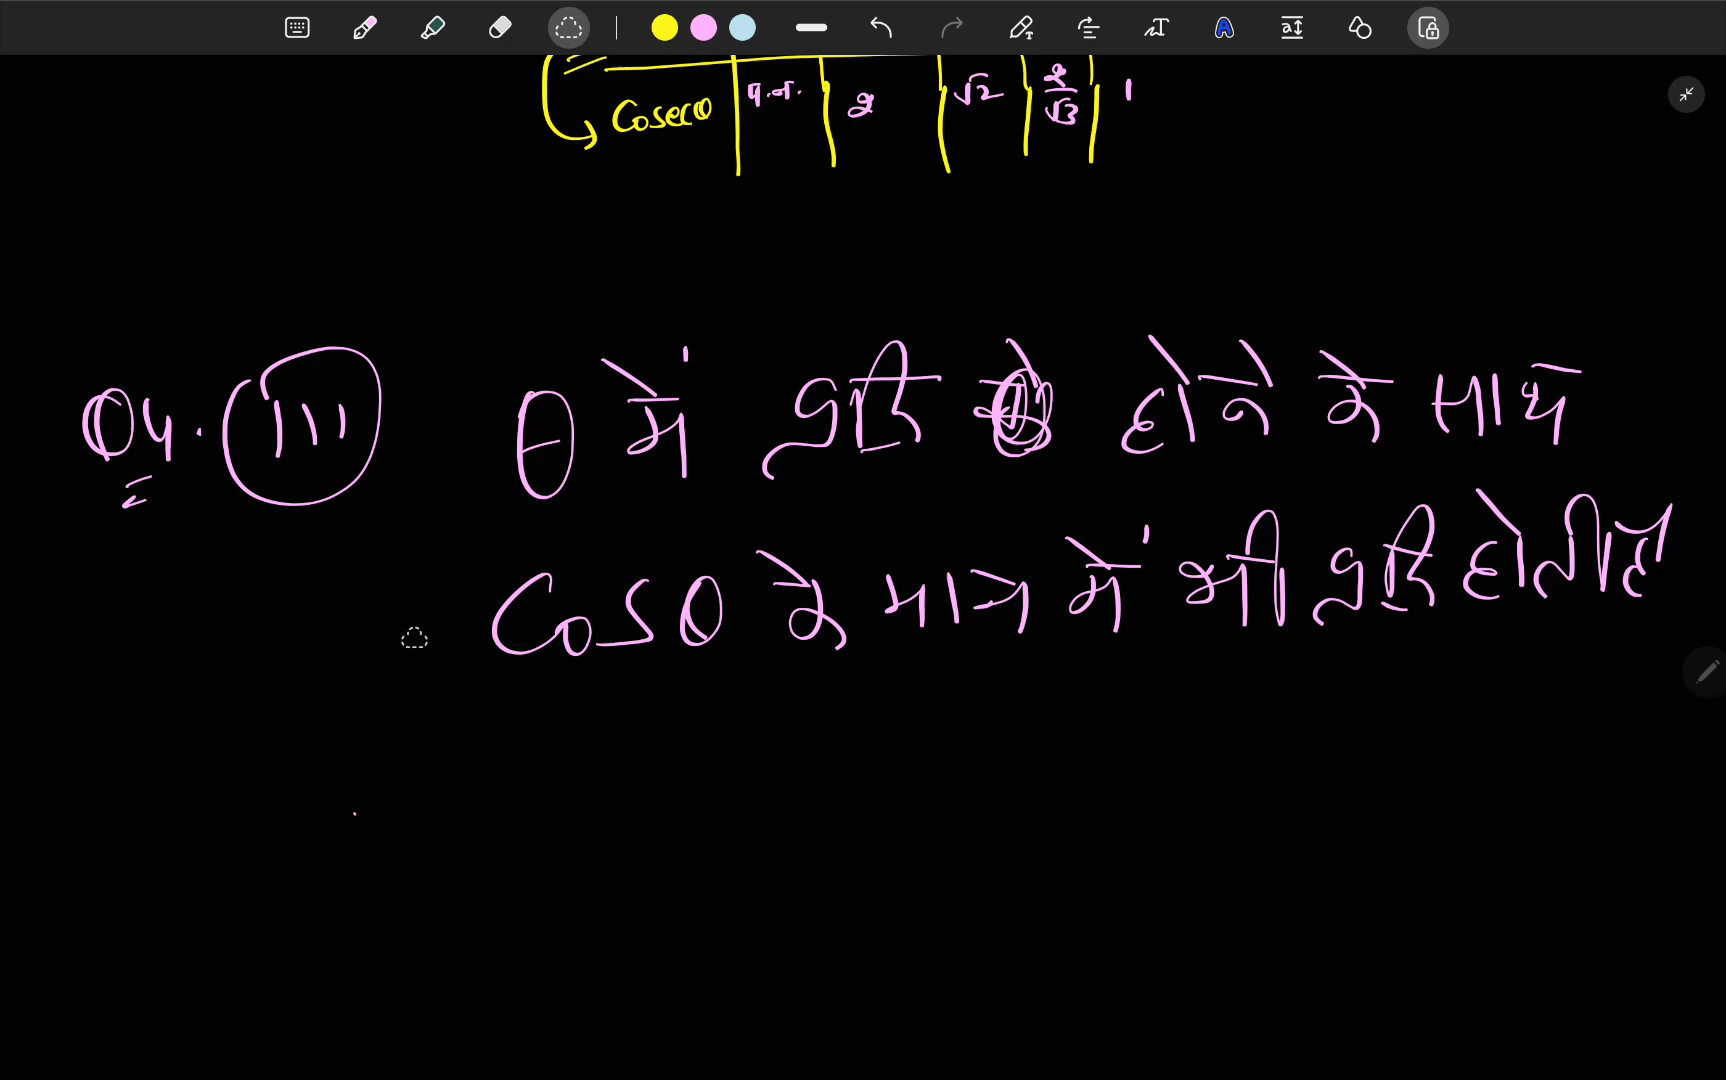 Cosecθ प.न. 2 √2 2/√3 1
Q4. (iii) θ में वृद्धि होने के साथ
Cosθ के मान में भी वृद्धि होती है